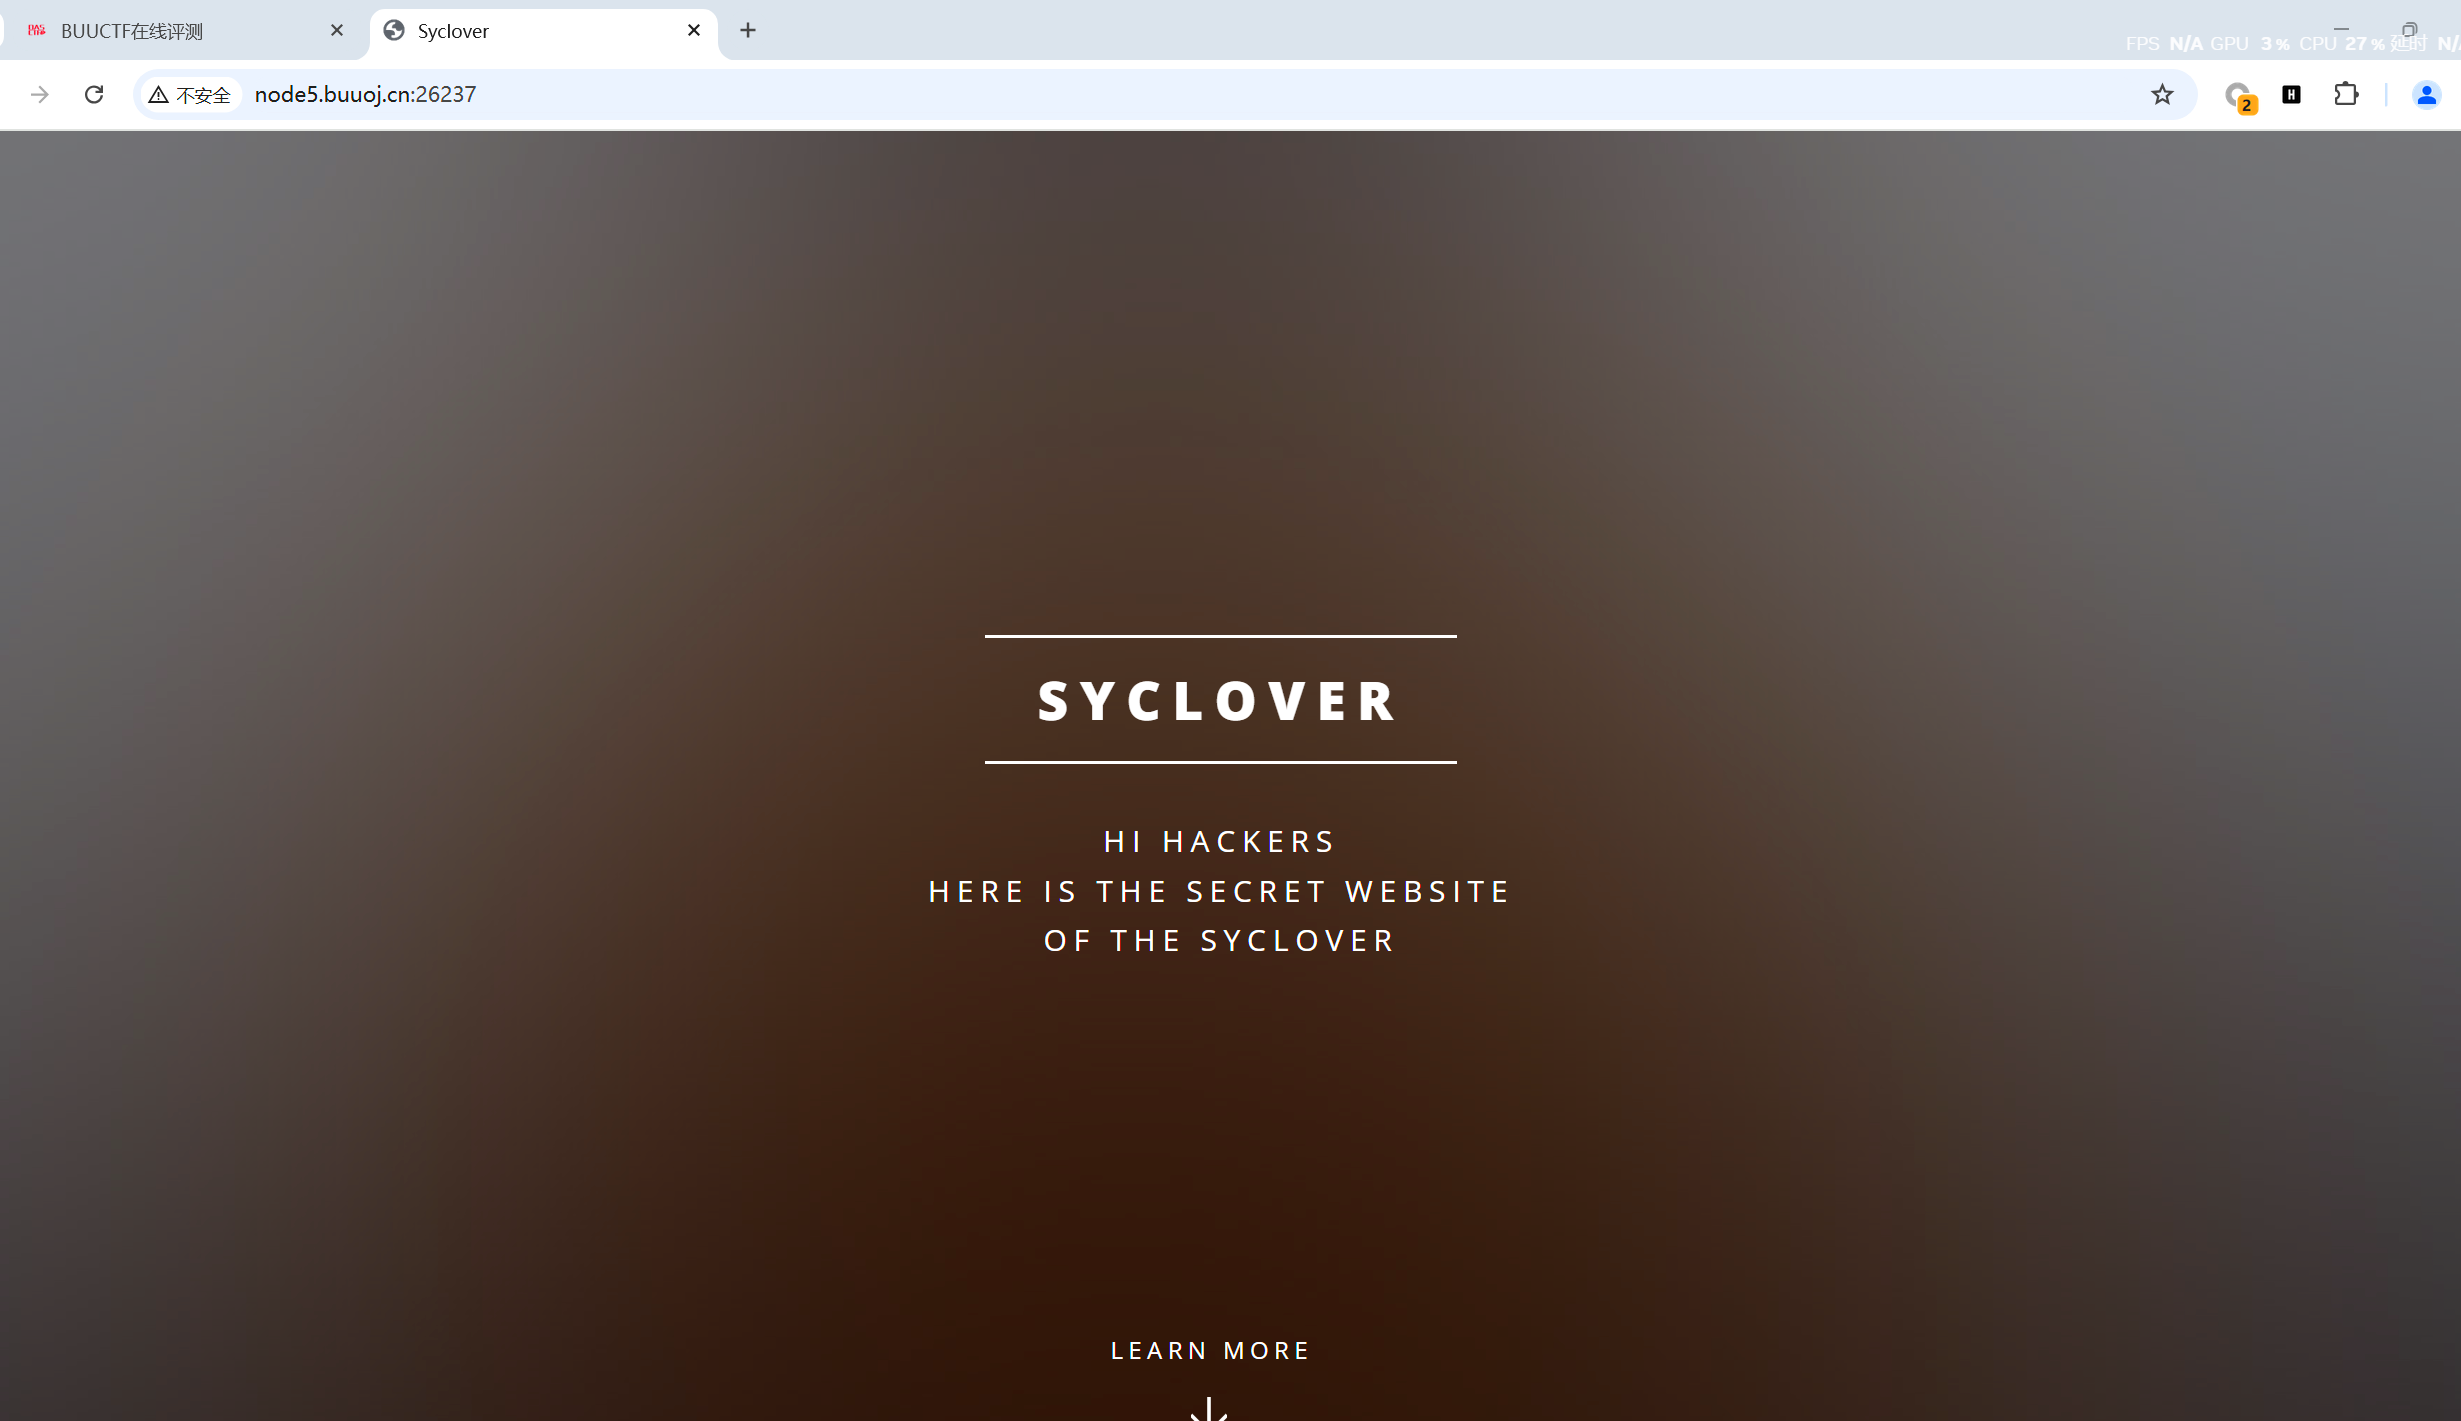 BUUCTF在线评测
Syclover
FPS N/A GPU 3% CPU 27% 延时
不安全 node5.buuoj.cn:26237
2
H
SYCLOVER
HI HACKERS
HERE IS THE SECRET WEBSITE
OF THE SYCLOVER
LEARN MORE